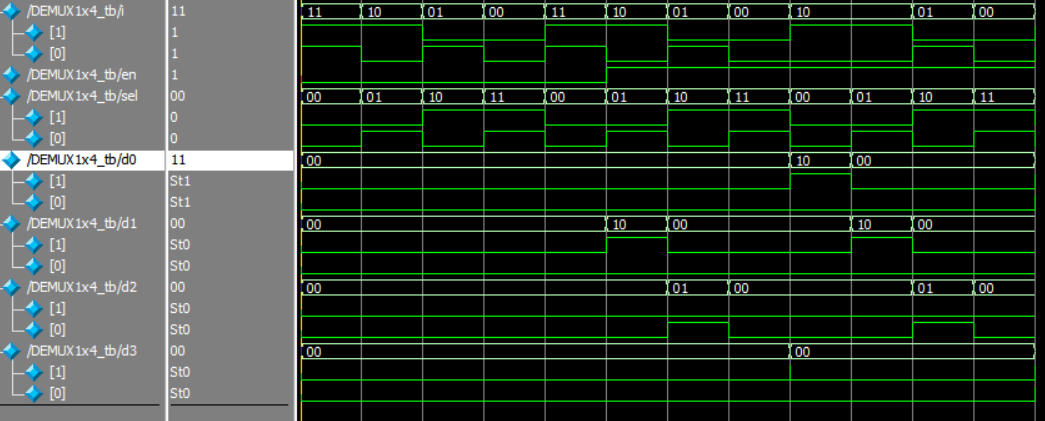 /DEMUX1x4_tb/i 11 11 10 01 00 11 10 01 00 10 01 00
[1] 1
[0] 1
/DEMUX1x4_tb/en 1
/DEMUX1x4_tb/sel 00 00 01 10 11 00 01 10 11 00 01 10 11
[1] 0
[0] 0
/DEMUX1x4_tb/d0 11 00 10 00
[1] St1
[0] St1
/DEMUX1x4_tb/d1 00 00 10 00 10 00
[1] St0
[0] St0
/DEMUX1x4_tb/d2 00 00 01 00 01 00
[1] St0
[0] St0
/DEMUX1x4_tb/d3 00 00 00
[1] St0
[0] St0